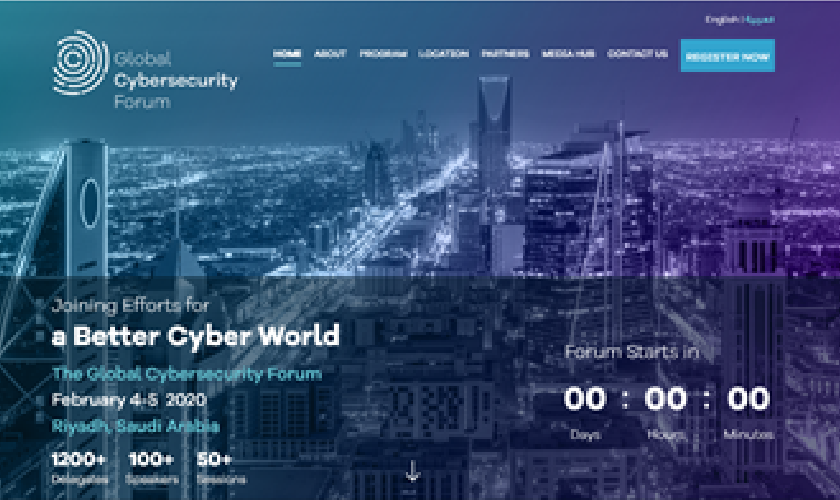 English | العربية
Global
Cybersecurity
Forum
HOME ABOUT PROGRAM LOCATION PARTNERS MEDIA HUB CONTACT US REGISTER NOW
Joining Efforts for
a Better Cyber World
The Global Cybersecurity Forum
February 4-5 2020
Riyadh, Saudi Arabia
1200+ 100+ 50+
Delegates Speakers Sessions
Forum Starts in
00 : 00 : 00
Days Hours Minutes